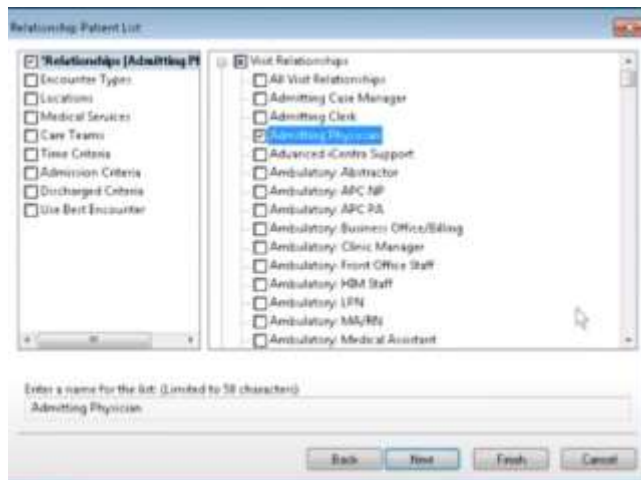 Relationship Patient List
*Relationships [Admitting Pl
Encounter Types
Locations
Medical Services
Care Teams
Time Criteria
Admission Criteria
Discharged Criteria
Use Best Encounter
Visit Relationships
All Visit Relationships
Admitting Case Manager
Admitting Clerk
Admitting Physician
Advanced iCentra Support
Ambulatory: Abstractor
Ambulatory: APC NP
Ambulatory: APC PA
Ambulatory: Business Office/Billing
Ambulatory: Clinic Manager
Ambulatory: Front Office Staff
Ambulatory: HIM Staff
Ambulatory: LPN
Ambulatory: MA/RN
Ambulatory: Medical Assistant
Enter a name for the list: (Limited to 50 characters)
Admitting Physician
Back Next Finish Cancel